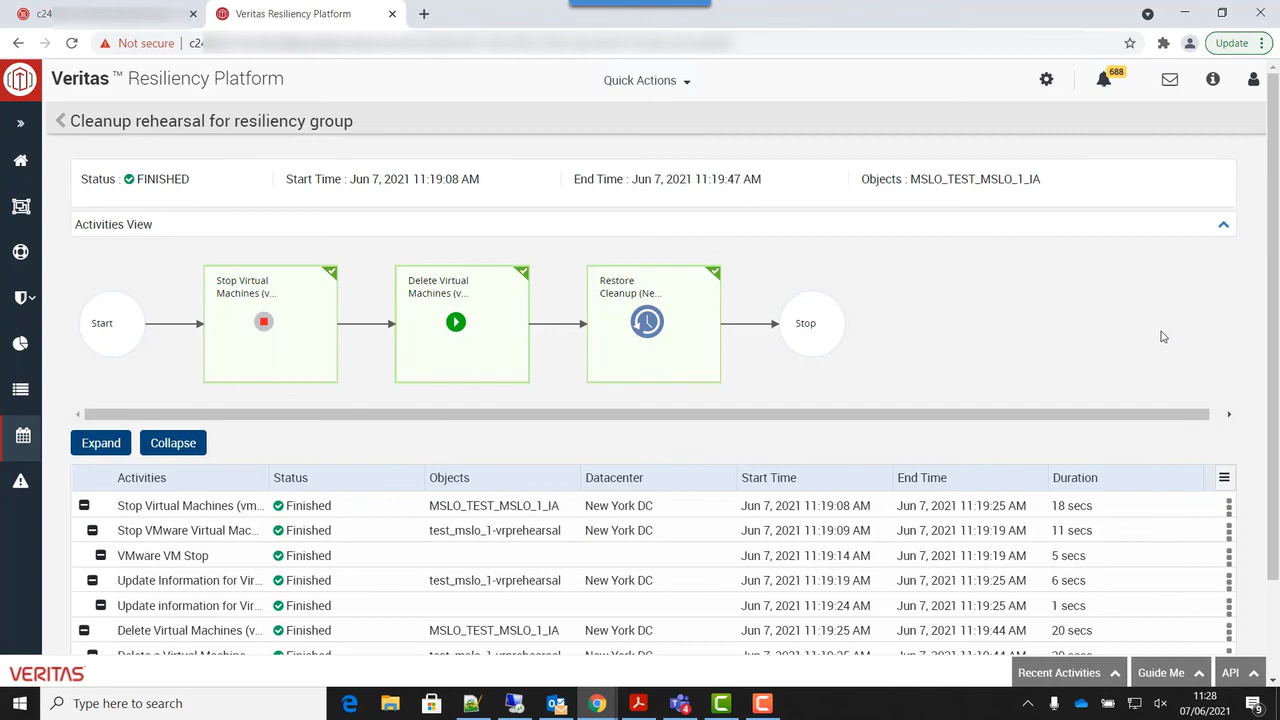 c24
Veritas Resiliency Platform
Not secure
c24
Update
Veritas ™ Resiliency Platform
Quick Actions
688
Cleanup rehearsal for resiliency group
Status : FINISHED
Start Time : Jun 7, 2021 11:19:08 AM
End Time : Jun 7, 2021 11:19:47 AM
Objects : MSLO_TEST_MSLO_1_IA
Activities View
Start
Stop Virtual
Machines (v...
Delete Virtual
Machines (v...
Restore
Cleanup (Ne...
Stop
Expand
Collapse
Activities Status Objects Datacenter Start Time End Time Duration
Stop Virtual Machines (vm... Finished MSLO_TEST_MSLO_1_IA New York DC Jun 7, 2021 11:19:08 AM Jun 7, 2021 11:19:25 AM 18 secs
Stop VMware Virtual Mac... Finished test_mslo_1-vrprehearsal New York DC Jun 7, 2021 11:19:09 AM Jun 7, 2021 11:19:19 AM 11 secs
VMware VM Stop Finished New York DC Jun 7, 2021 11:19:14 AM Jun 7, 2021 11:19:19 AM 5 secs
Update Information for Vir... Finished test_mslo_1-vrprehearsal New York DC Jun 7, 2021 11:19:19 AM Jun 7, 2021 11:19:25 AM 6 secs
Update information for Vir... Finished New York DC Jun 7, 2021 11:19:24 AM Jun 7, 2021 11:19:25 AM 1 secs
Delete Virtual Machines (v... Finished MSLO_TEST_MSLO_1_IA New York DC Jun 7, 2021 11:19:25 AM Jun 7, 2021 11:19:44 AM 20 secs
VERITAS
Recent Activities
Guide Me
API
Type here to search
11:28
07/06/2021
9